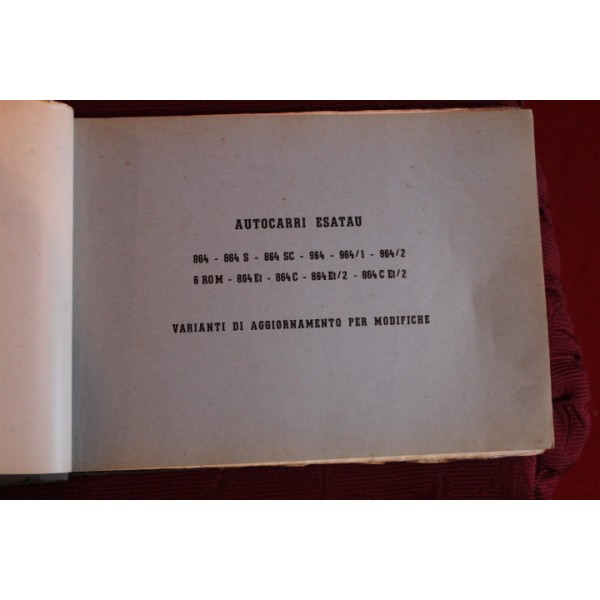 AUTOCARRI ESATAU
864 - 864 S - 864 SC - 964 - 964/1 - 964/2
6 ROM - 864 Et - 864 C - 864 Et/2 - 864 C Et/2
VARIANTI DI AGGIORNAMENTO PER MODIFICHE